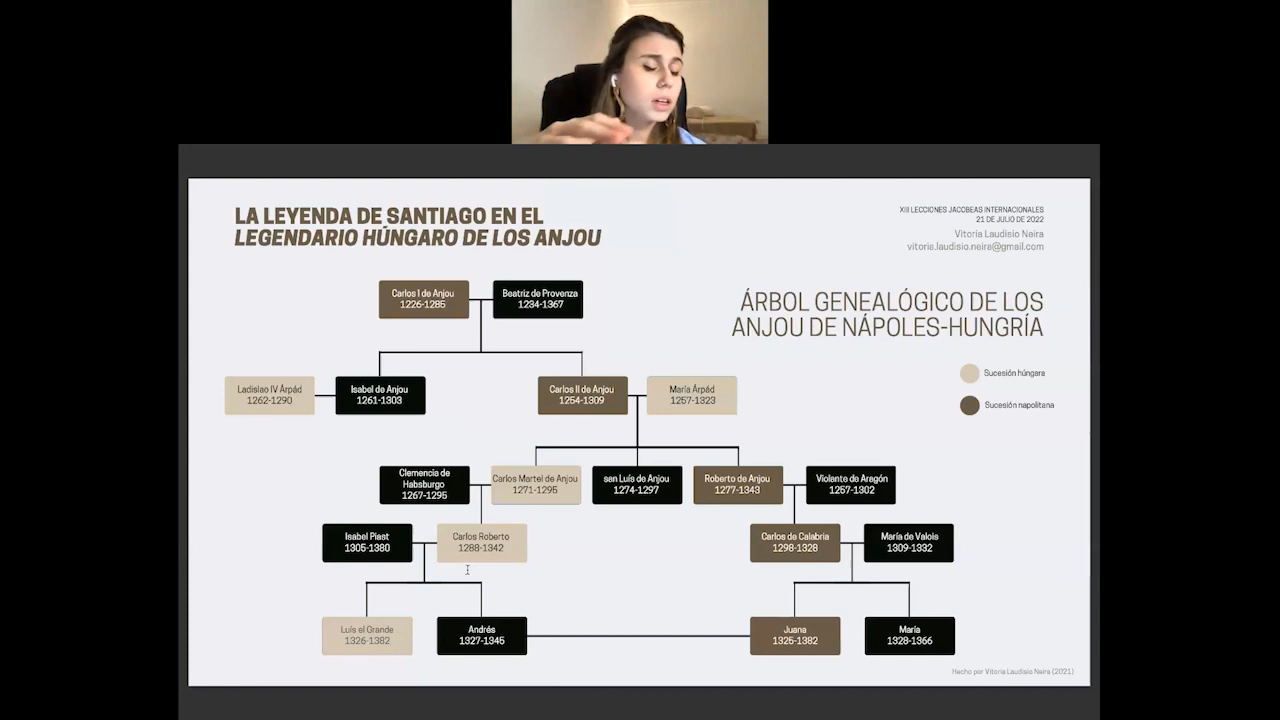 LA LEYENDA DE SANTIAGO EN EL
LEGENDARIO HÚNGARO DE LOS ANJOU
XIII LECCIONES JACOBEAS INTERNACIONALES
21 DE JULIO DE 2022
Vitoria Laudisio Neira
vitoria.laudisio.neira@gmail.com
ÁRBOL GENEALÓGICO DE LOS
ANJOU DE NÁPOLES-HUNGRÍA
Sucesión húngara
Sucesión napolitana
Carlos I de Anjou
1226-1285
Beatriz de Provenza
1234-1367
Ladislao IV Árpád
1262-1290
Isabel de Anjou
1261-1303
Carlos II de Anjou
1254-1309
María Árpád
1257-1323
Clemencia de
Habsburgo
1267-1295
Carlos Martel de Anjou
1271-1295
san Luís de Anjou
1274-1297
Roberto de Anjou
1277-1343
Violante de Aragón
1257-1302
Isabel Piast
1305-1380
Carlos Roberto
1288-1342
Carlos de Calabria
1298-1328
María de Valois
1309-1332
Luís el Grande
1326-1382
Andrés
1327-1345
Juana
1325-1382
María
1328-1366
Hecho por Vitoria Laudisio Neira (2021)